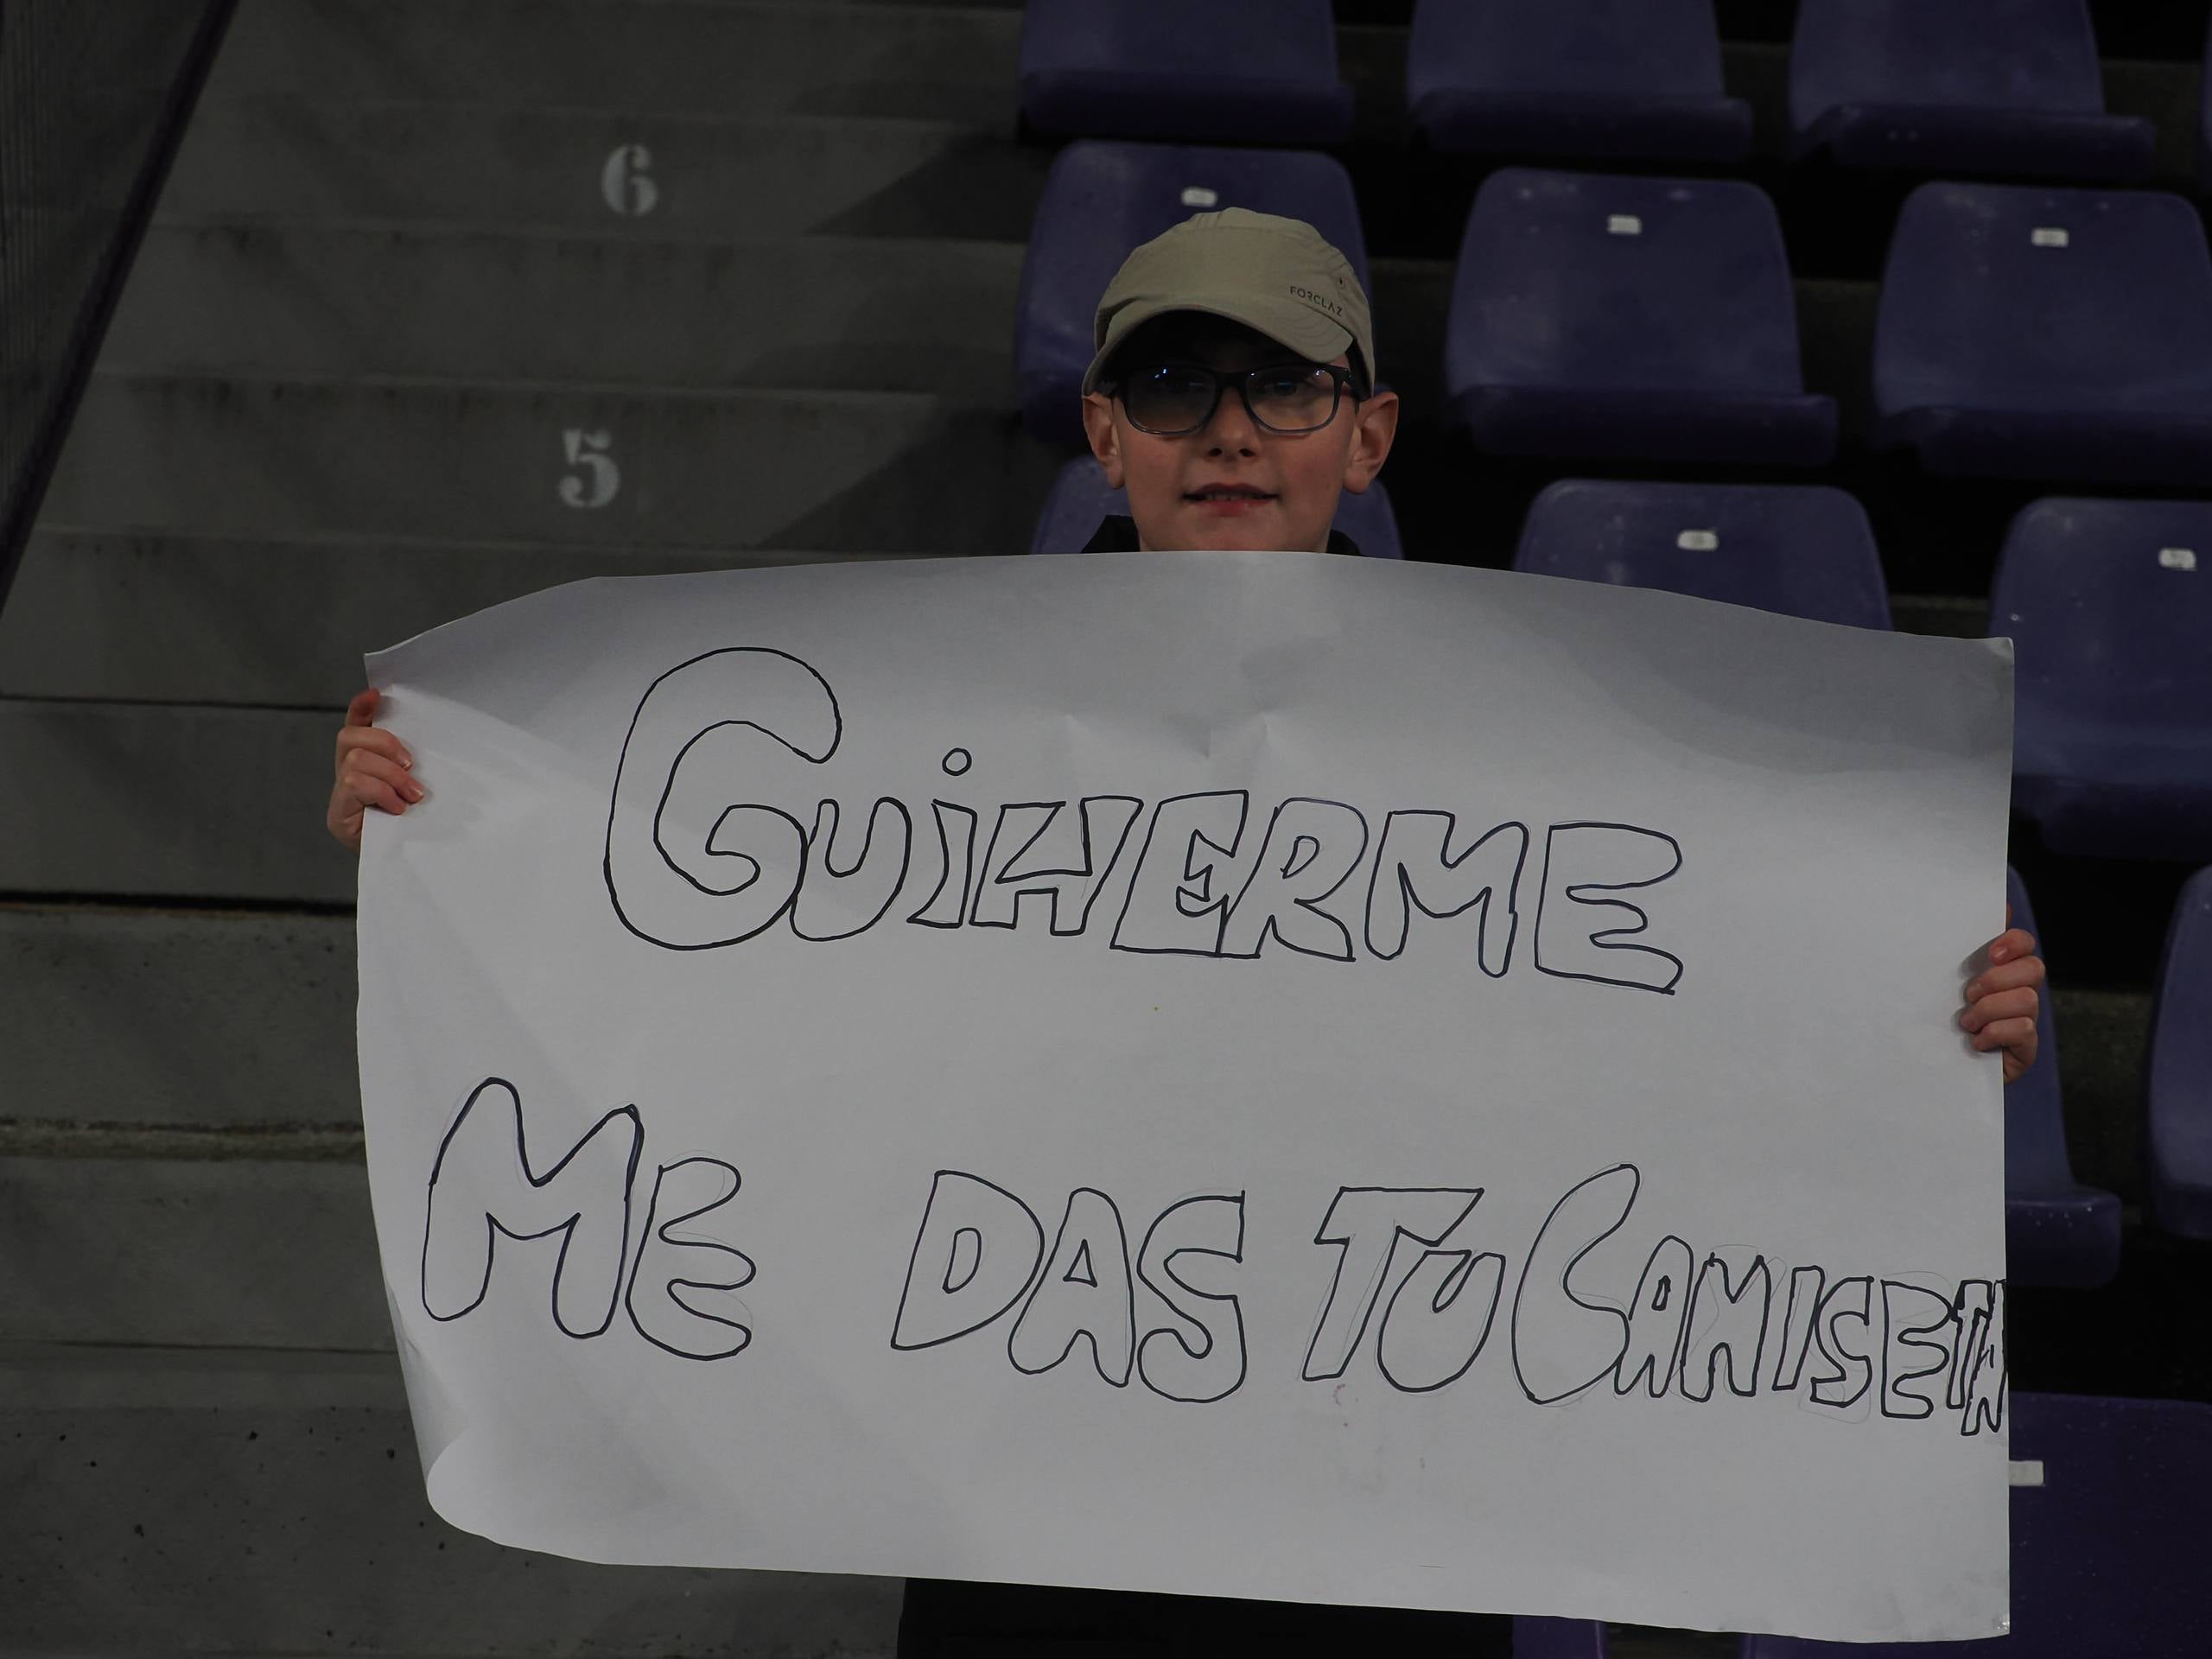 6
FORCLAZ
5
GUiHERME
ME DAS TU CAMISETA